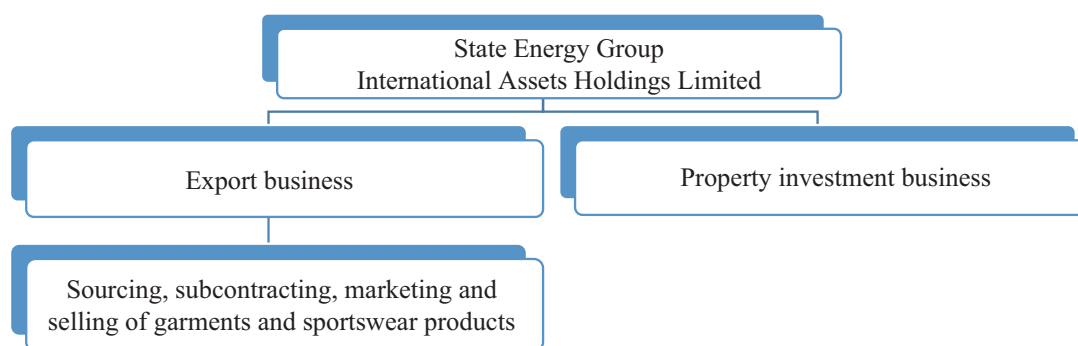 State Energy Group
International Assets Holdings Limited
Export business
Property investment business
Sourcing, subcontracting, marketing and
selling of garments and sportswear products